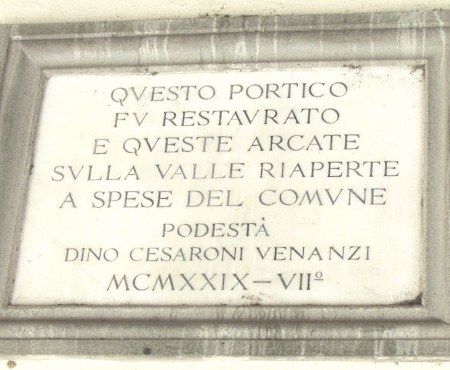 QVESTO PORTICO
FV RESTAVRATO
E QVESTE ARCATE
SVLLA VALLE RIAPERTE
A SPESE DEL COMVNE
PODESTÀ
DINO CESARONI VENANZI
MCMXXIX-VIIº